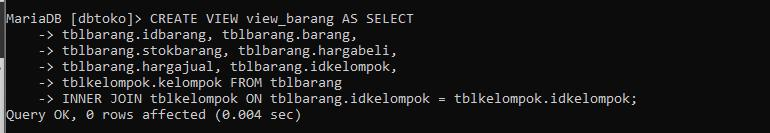 MariaDB [dbtoko]> CREATE VIEW view_barang AS SELECT
-> tblbarang.idbarang, tblbarang.barang,
-> tblbarang.stokbarang, tblbarang.hargabeli,
-> tblbarang.hargajual, tblbarang.idkelompok,
-> tblkelompok.kelompok FROM tblbarang
-> INNER JOIN tblkelompok ON tblbarang.idkelompok = tblkelompok.idkelompok;
Query OK, 0 rows affected (0.004 sec)